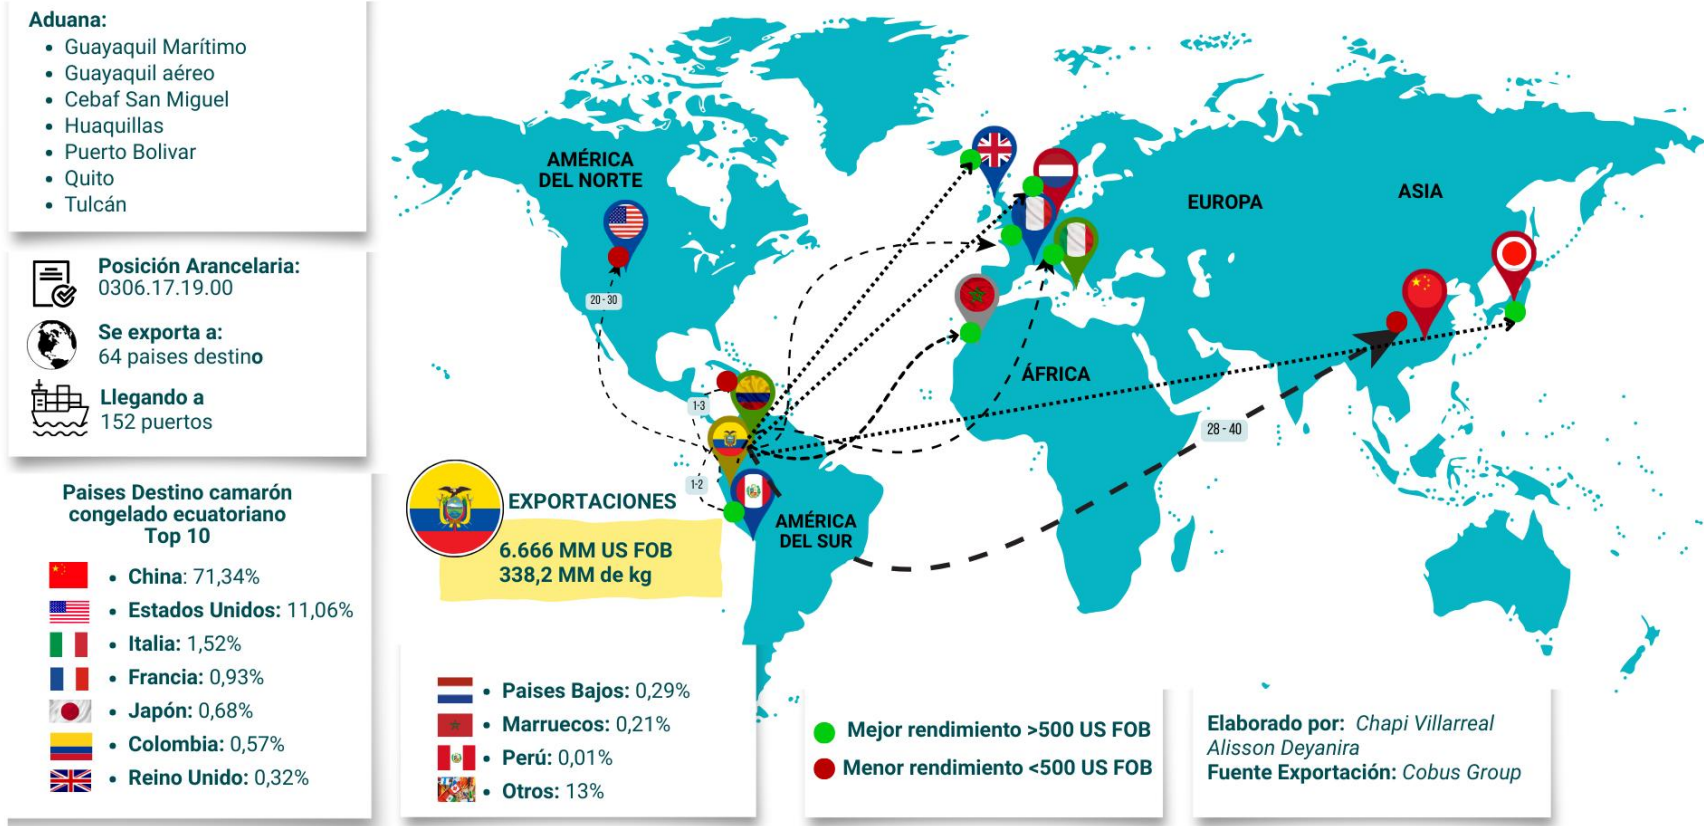 Aduana:
• Guayaquil Marítimo
• Guayaquil aéreo
• Cebaf San Miguel
• Huaquillas
• Puerto Bolivar
• Quito
• Tulcán
Posición Arancelaria:
0306.17.19.00
Se exporta a:
64 paises destino
Llegando a
152 puertos
Paises Destino camarón
congelado ecuatoriano
Top 10
• China: 71,34%
• Estados Unidos: 11,06%
• Italia: 1,52%
• Francia: 0,93%
• Japón: 0,68%
• Colombia: 0,57%
• Reino Unido: 0,32%
• Paises Bajos: 0,29%
• Marruecos: 0,21%
• Perú: 0,01%
• Otros: 13%
AMÉRICA
DEL NORTE
EUROPA
ASIA
ÁFRICA
AMÉRICA
DEL SUR
20 - 30
1-3
1-2
28 - 40
EXPORTACIONES
6.666 MM US FOB
338,2 MM de kg
Mejor rendimiento >500 US FOB
Menor rendimiento <500 US FOB
Elaborado por: Chapi Villarreal
Alisson Deyanira
Fuente Exportación: Cobus Group